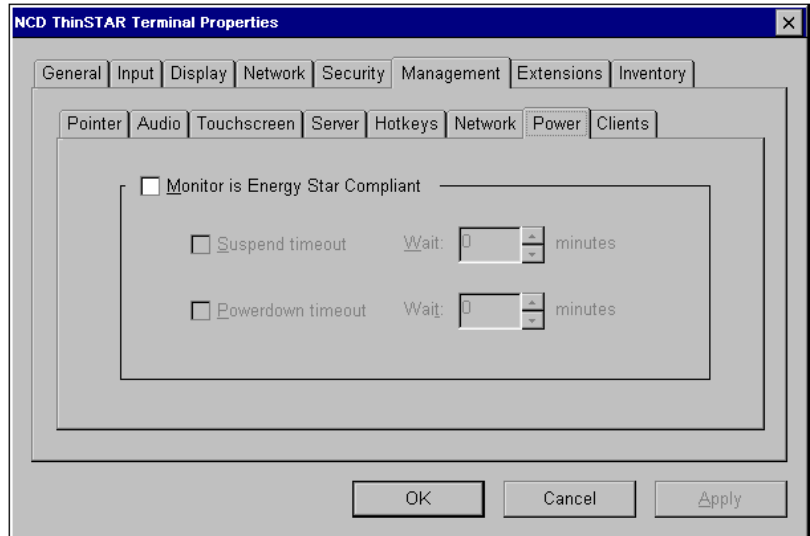 NCD ThinSTAR Terminal Properties
General Input Display Network Security Management Extensions Inventory
Pointer Audio Touchscreen Server Hotkeys Network Power Clients
Monitor is Energy Star Compliant
Suspend timeout Wait: 0 minutes
Powerdown timeout Wait: 0 minutes
OK Cancel Apply